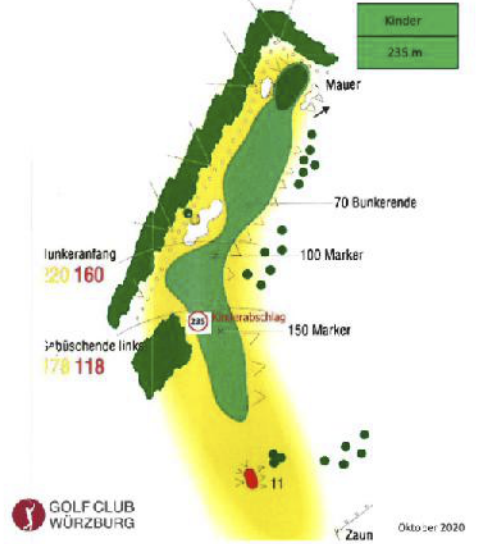 Kinder
235 m
Mauer
70 Bunkerende
unkeranfang
220 160
100 Marker
235
Kinderabschlag
150 Marker
Gebüschende links
178 118
11
GOLF CLUB
WÜRZBURG
Zaun
Oktober 2020